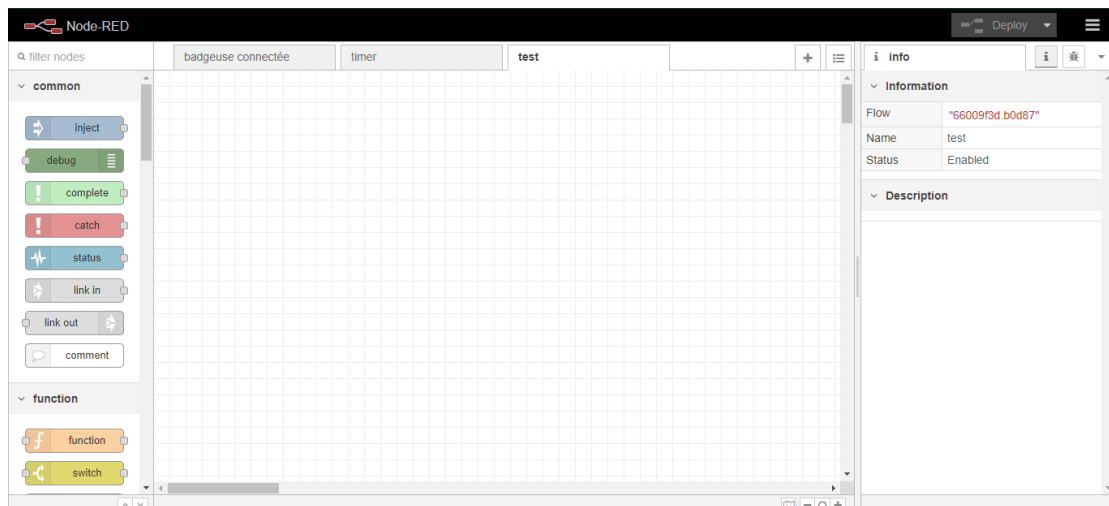 Node-RED
Deploy
filter nodes
badgeuse connectée
timer
test
i info
i
common
inject
debug
complete
catch
status
link in
link out
comment
function
function
switch
Information
Flow "66009f3d.b0d87"
Name test
Status Enabled
Description